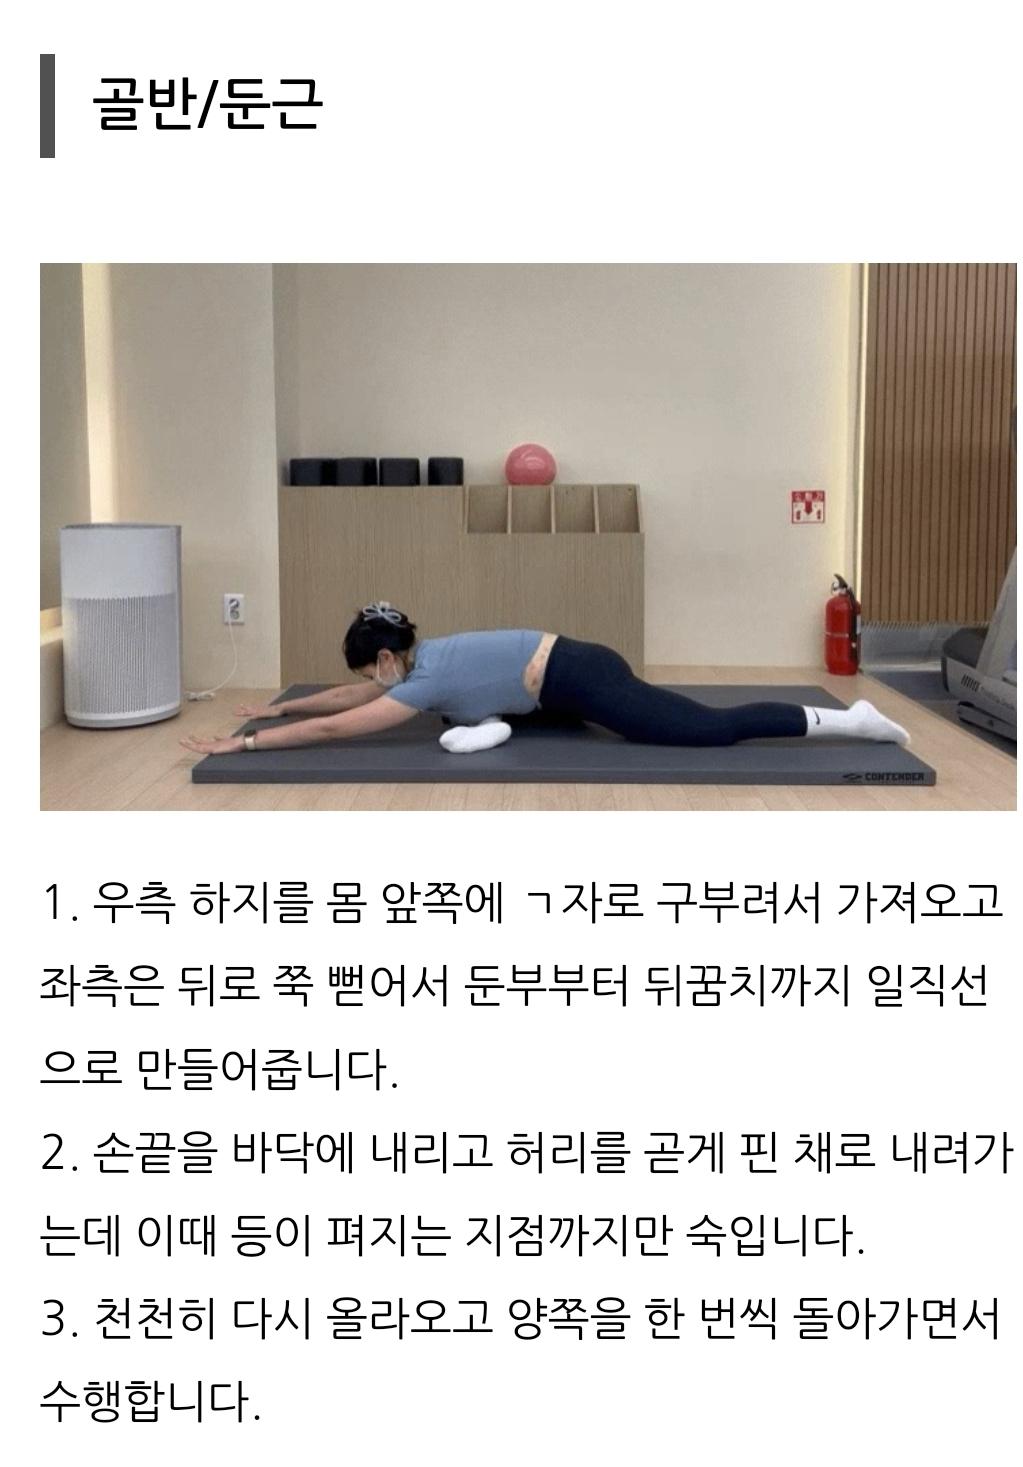 골반/둔근
CONTENDER
1. 우측 하지를 몸 앞쪽에 ㄱ자로 구부려서 가져오고
좌측은 뒤로 쭉 뻗어서 둔부부터 뒤꿈치까지 일직선
으로 만들어줍니다.
2. 손끝을 바닥에 내리고 허리를 곧게 핀 채로 내려가
는데 이때 등이 펴지는 지점까지만 숙입니다.
3. 천천히 다시 올라오고 양쪽을 한 번씩 돌아가면서
수행합니다.